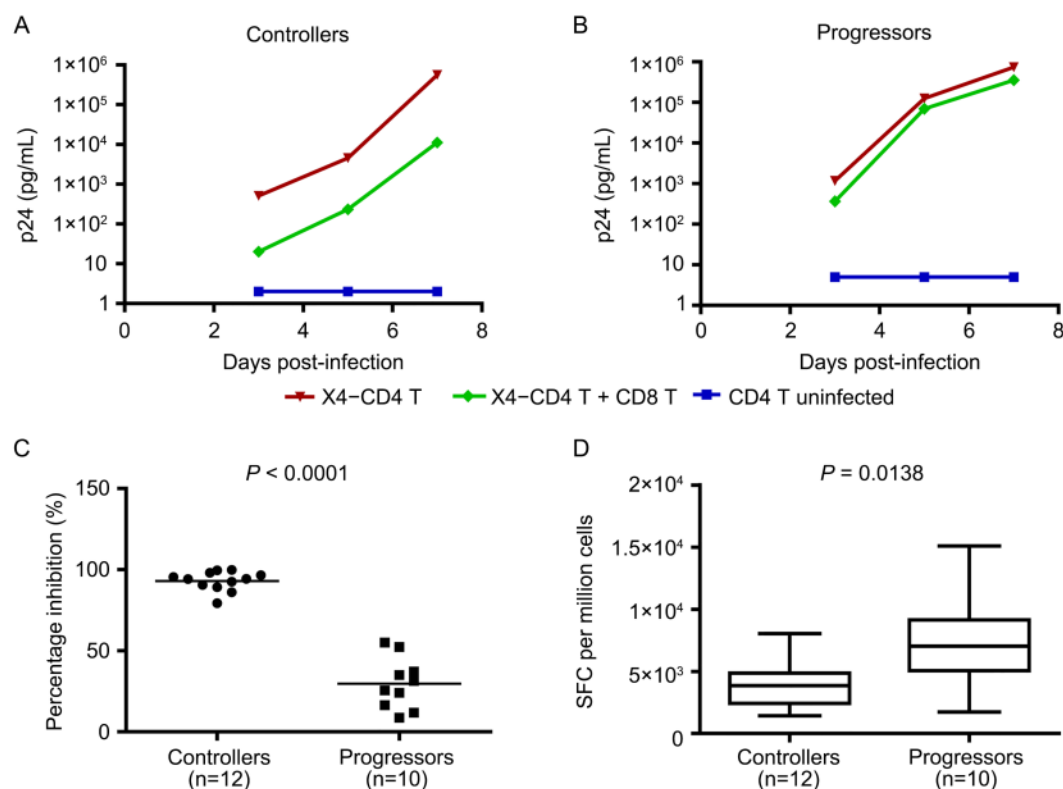 A
Controllers
p24 (pg/mL)
1×10⁶
1×10⁵
1×10⁴
1×10³
1×10²
10
1
0 2 4 6 8
Days post-infection
B
Progressors
p24 (pg/mL)
1×10⁶
1×10⁵
1×10⁴
1×10³
1×10²
10
1
0 2 4 6 8
Days post-infection
X4−CD4 T X4−CD4 T + CD8 T CD4 T uninfected
C
P < 0.0001
Percentage inhibition (%)
150
100
50
0
Controllers Progressors
(n=12) (n=10)
D
P = 0.0138
SFC per million cells
2×10⁴
1.5×10⁴
1×10⁴
5×10³
0
Controllers Progressors
(n=12) (n=10)